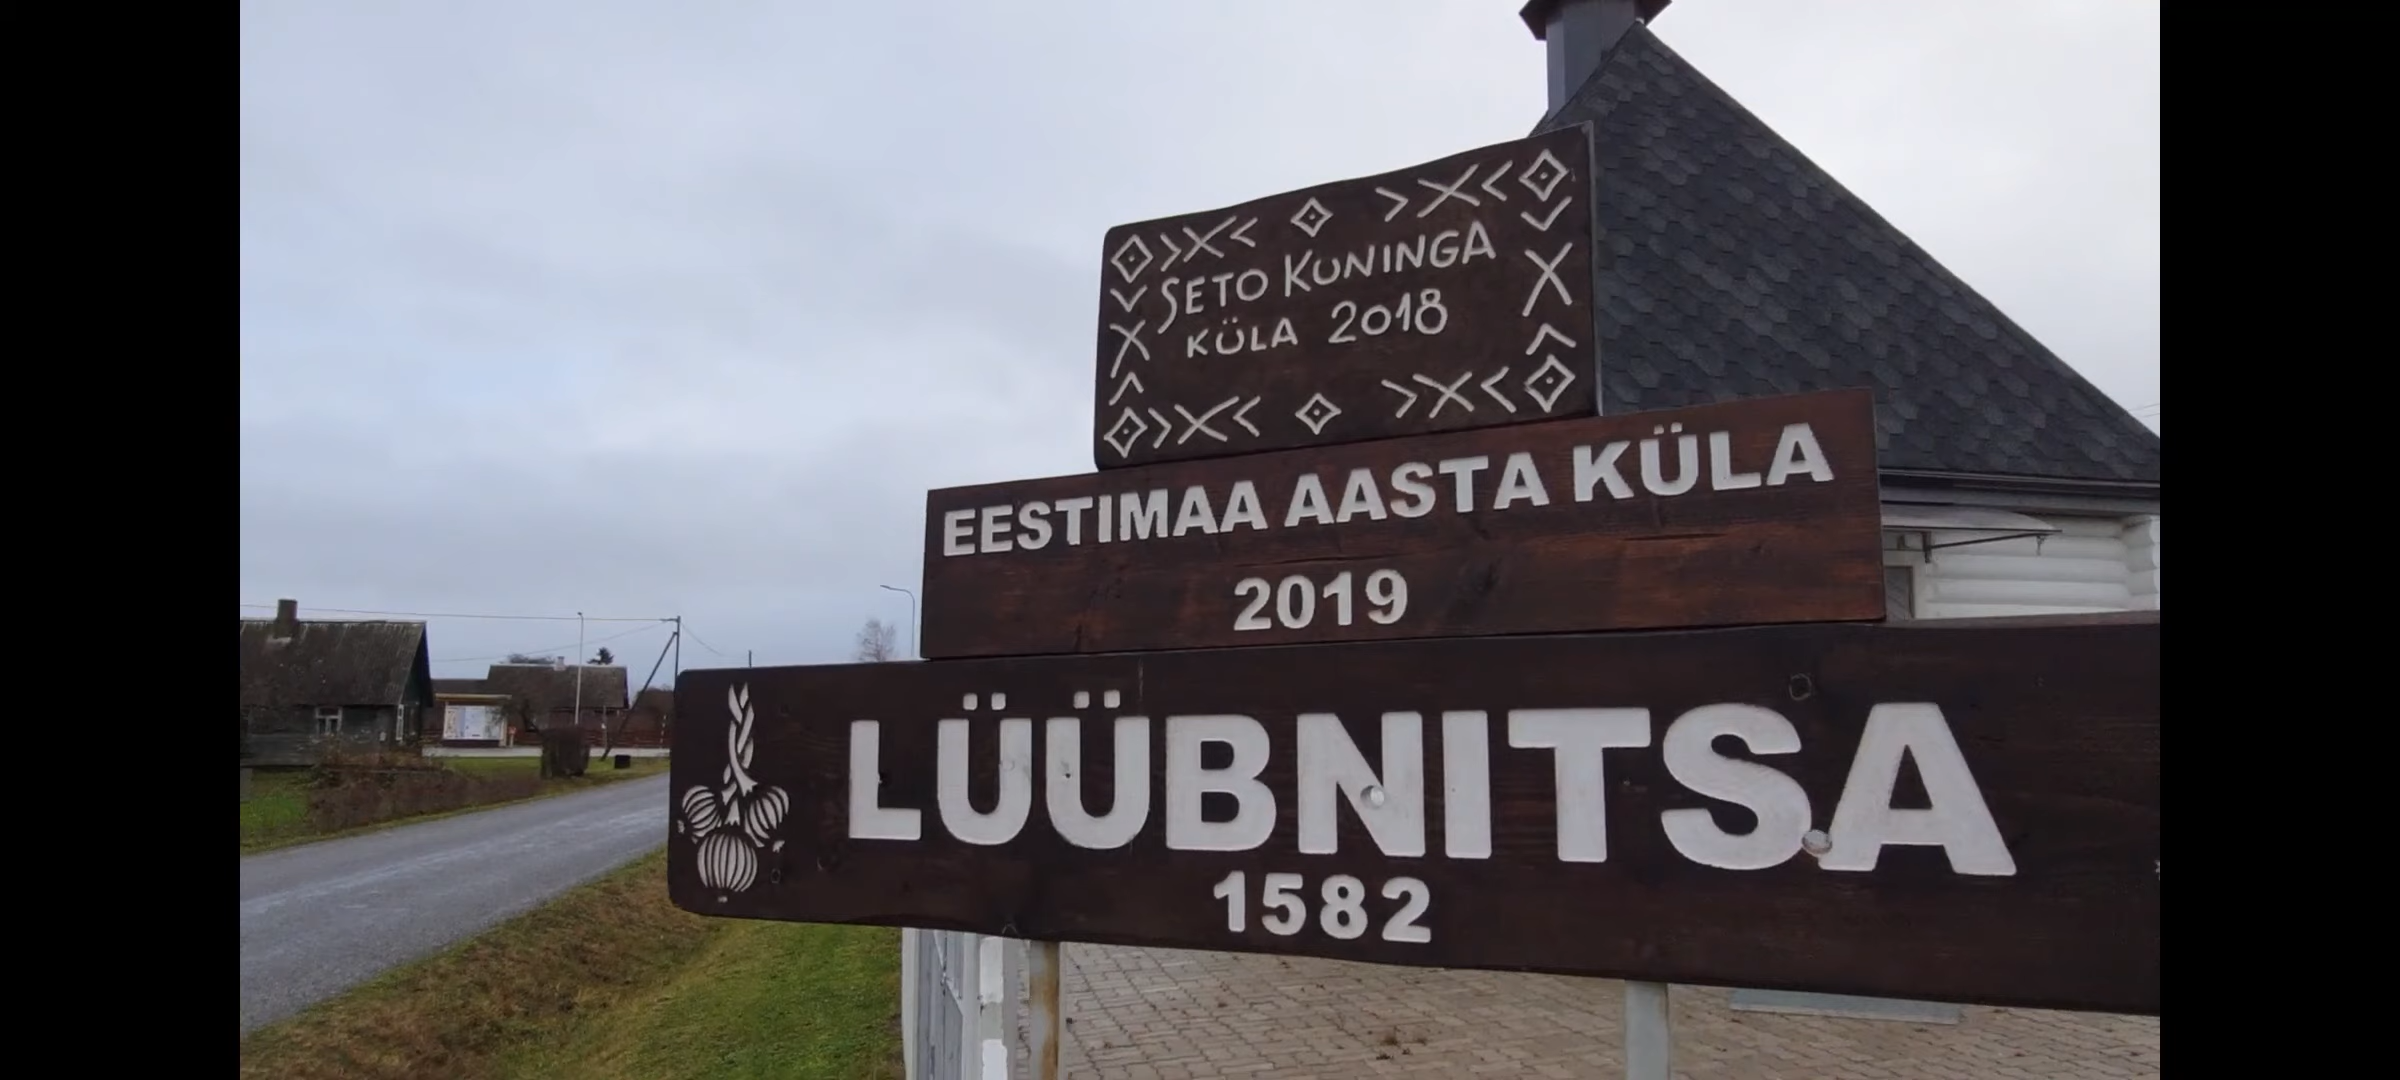 SETO KUNINGA
KÜLA 2018
EESTIMAA AASTA KÜLA
2019
LÜÜBNITSA
1582